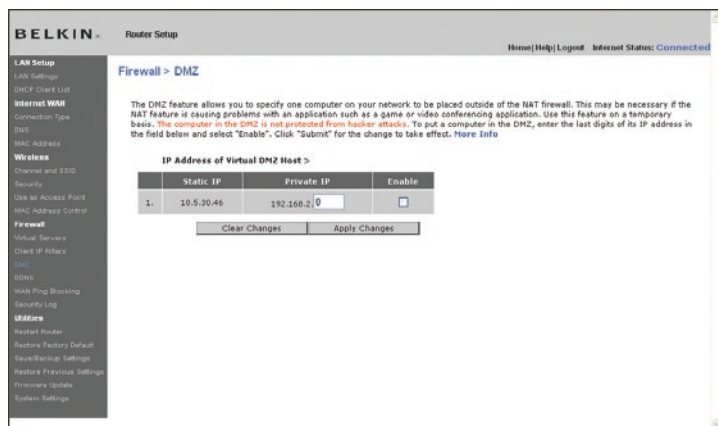 BELKIN
Router Setup
Home| Help| Logout Internet Status: Connected
LAN Setup
LAN Settings
DHCP Client List
Internet WAN
Connection Type
DNS
MAC Address
Wireless
Channel and SSID
Security
Use as Access Point
MAC Address Control
Firewall
Virtual Servers
Client IP Filters
DMZ
DDNS
WAN Ping Blocking
Security Log
Utilities
Restart Router
Restore Factory Default
Save/Backup Settings
Restore Previous Settings
Firmware Update
System Settings
Firewall > DMZ
The DMZ feature allows you to specify one computer on your network to be placed outside of the NAT firewall. This may be necessary if the
NAT feature is causing problems with an application such as a game or video conferencing application. Use this feature on a temporary
basis. The computer in the DMZ is not protected from hacker attacks. To put a computer in the DMZ, enter the last digits of its IP address in
the field below and select "Enable". Click "Submit" for the change to take effect. More Info
IP Address of Virtual DMZ Host >
Static IP Private IP Enable
1. 10.5.30.46 192.168.2. 0
Clear Changes Apply Changes